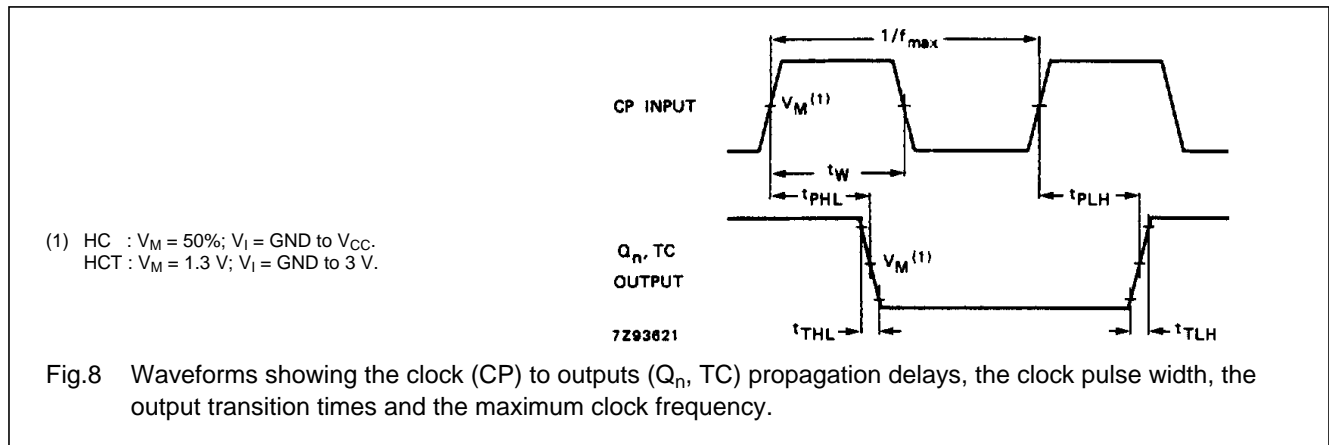 1/fmax
CP INPUT
VM(1)
tW
tPHL
tPLH
(1) HC : VM = 50%; VI = GND to VCC.
HCT : VM = 1.3 V; VI = GND to 3 V.
Qn, TC
OUTPUT
VM(1)
7Z93621
tTHL
tTLH
Fig.8 Waveforms showing the clock (CP) to outputs (Qn, TC) propagation delays, the clock pulse width, the
output transition times and the maximum clock frequency.